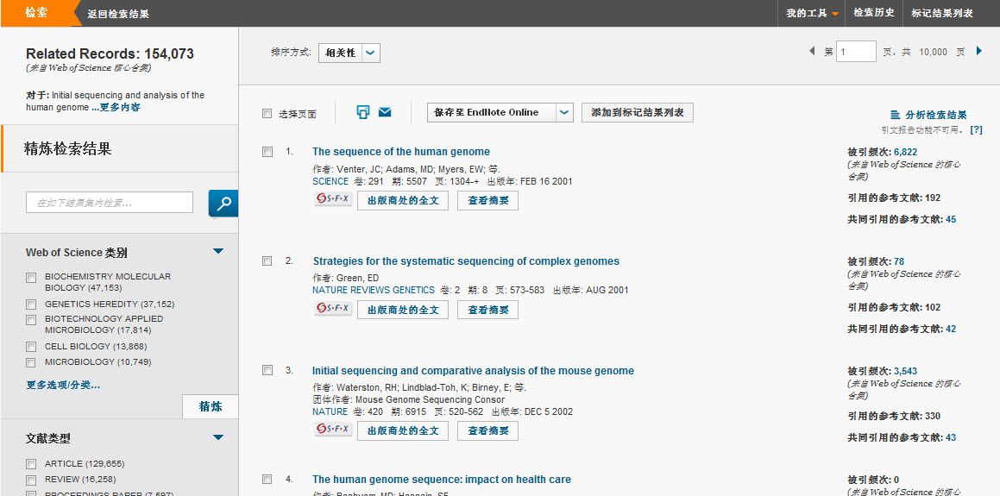 检索
返回检索结果
我的工具
检索历史
标记结果列表
Related Records: 154,073
(来自 Web of Science 核心合集)
对于: Initial sequencing and analysis of the
human genome ...更多内容
精炼检索结果
在如下结果集内检索...
Web of Science 类别
BIOCHEMISTRY MOLECULAR
BIOLOGY (47,153)
GENETICS HEREDITY (37,152)
BIOTECHNOLOGY APPLIED
MICROBIOLOGY (17,814)
CELL BIOLOGY (13,868)
MICROBIOLOGY (10,749)
更多选项/分类...
精炼
文献类型
ARTICLE (129,655)
REVIEW (16,258)
PROCEEDINGS PAPER (7,597)
排序方式: 相关性
第 1 页, 共 10,000 页
选择页面
保存至 EndNote Online
添加到标记结果列表
分析检索结果
引文报告功能不可用。 [?]
1. The sequence of the human genome
作者: Venter, JC; Adams, MD; Myers, EW; 等.
SCIENCE 卷: 291 期: 5507 页: 1304-+ 出版年: FEB 16 2001
S·F·X 出版商处的全文 查看摘要
被引频次: 6,822
(来自 Web of Science 的核心
合集)
引用的参考文献: 192
共同引用的参考文献: 45
2. Strategies for the systematic sequencing of complex genomes
作者: Green, ED
NATURE REVIEWS GENETICS 卷: 2 期: 8 页: 573-583 出版年: AUG 2001
S·F·X 出版商处的全文 查看摘要
被引频次: 78
(来自 Web of Science 的核心
合集)
引用的参考文献: 102
共同引用的参考文献: 42
3. Initial sequencing and comparative analysis of the mouse genome
作者: Waterston, RH; Lindblad-Toh, K; Birney, E; 等.
团体作者: Mouse Genome Sequencing Consor
NATURE 卷: 420 期: 6915 页: 520-562 出版年: DEC 5 2002
S·F·X 出版商处的全文 查看摘要
被引频次: 3,543
(来自 Web of Science 的核心
合集)
引用的参考文献: 330
共同引用的参考文献: 43
4. The human genome sequence: impact on health care
作者: MD; SE
被引频次: 0
(来自 Web of Science 的核心